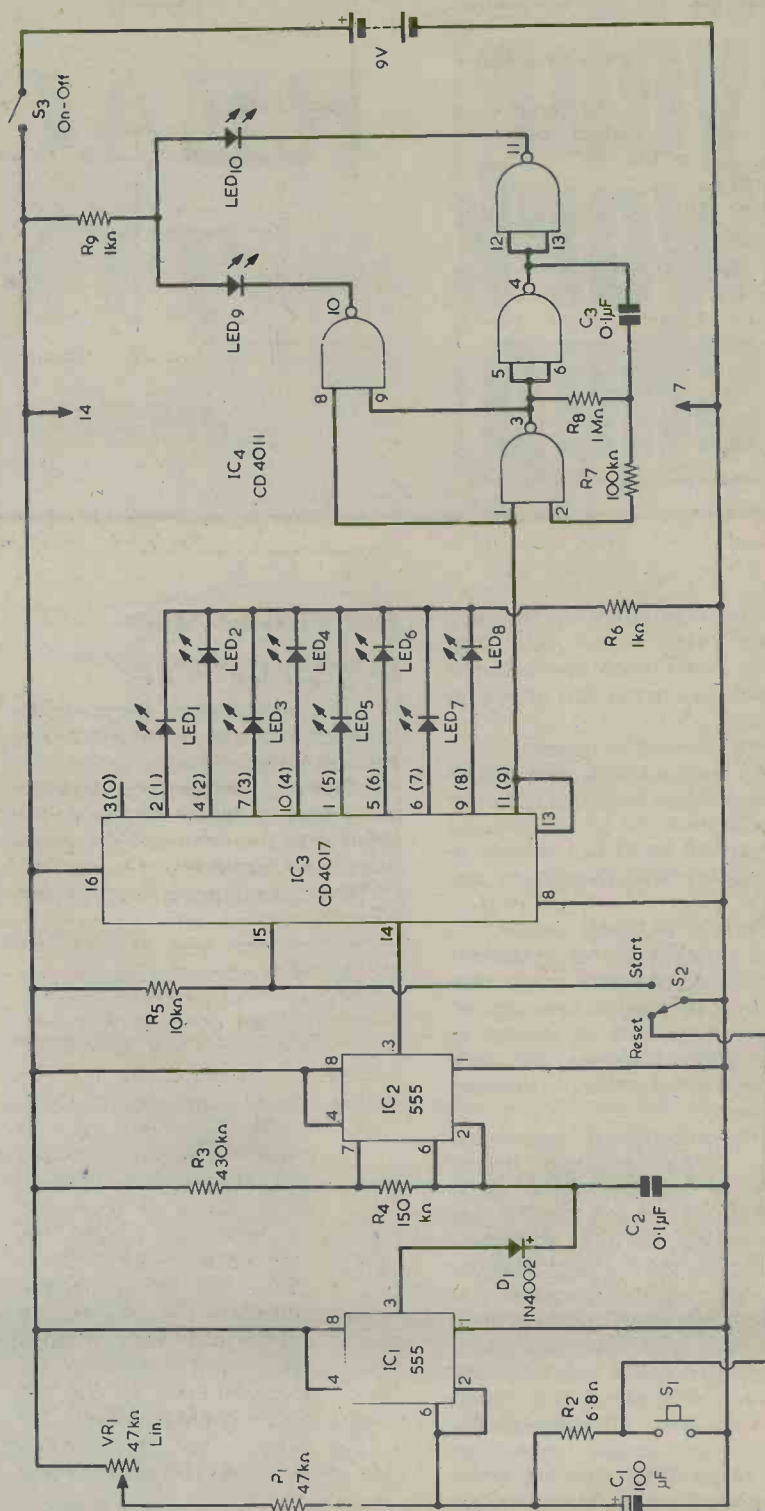 VR1
47kΩ
Lin.
P1
47kΩ
C1
100
µF
+
R2
6·8Ω
S1
IC1
555
4
8
3
6
2
1
D1
1N4002
+
R3
430kΩ
R4
150
kΩ
C2
0·1µF
IC2
555
4
8
7
3
6
2
1
R5
10kΩ
Reset
Start
S2
IC3
CD4017
16
15
14
8
13
3 (0)
2 (1)
4 (2)
7 (3)
10 (4)
1 (5)
5 (6)
6 (7)
9 (8)
11 (9)
LED1
LED2
LED3
LED4
LED5
LED6
LED7
LED8
R6
1kΩ
IC4
CD4011
14
7
1
2
3
R7
100kΩ
R8
1MΩ
C3
0·1µF
5
6
4
8
9
10
12
13
11
LED9
LED10
R9
1kΩ
S3
On-Off
+
9V